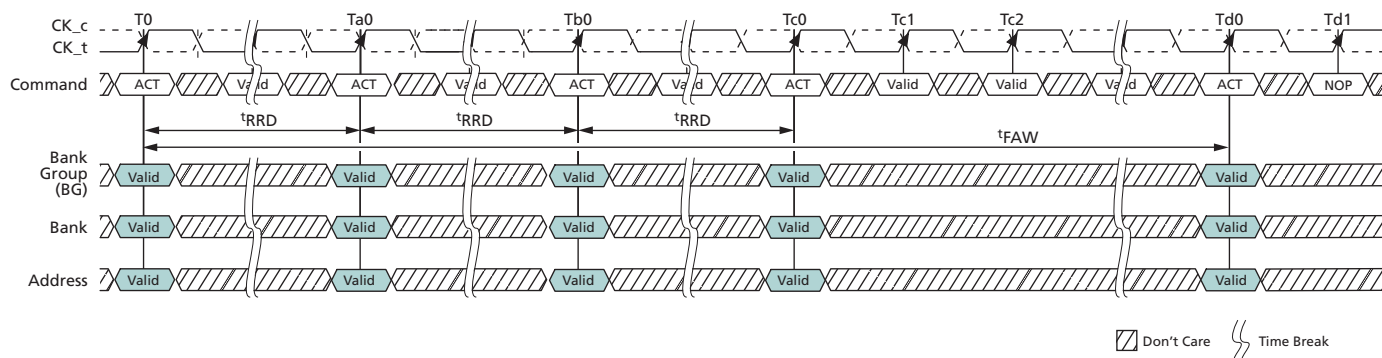 CK_c
CK_t
T0 Ta0 Tb0 Tc0 Tc1 Tc2 Td0 Td1
Command ACT Valid ACT Valid ACT Valid ACT Valid Valid Valid ACT NOP
tRRD tRRD tRRD
tFAW
Bank
Group
(BG)
Valid Valid Valid Valid Valid
Bank Valid Valid Valid Valid Valid
Address Valid Valid Valid Valid Valid
Don't Care Time Break